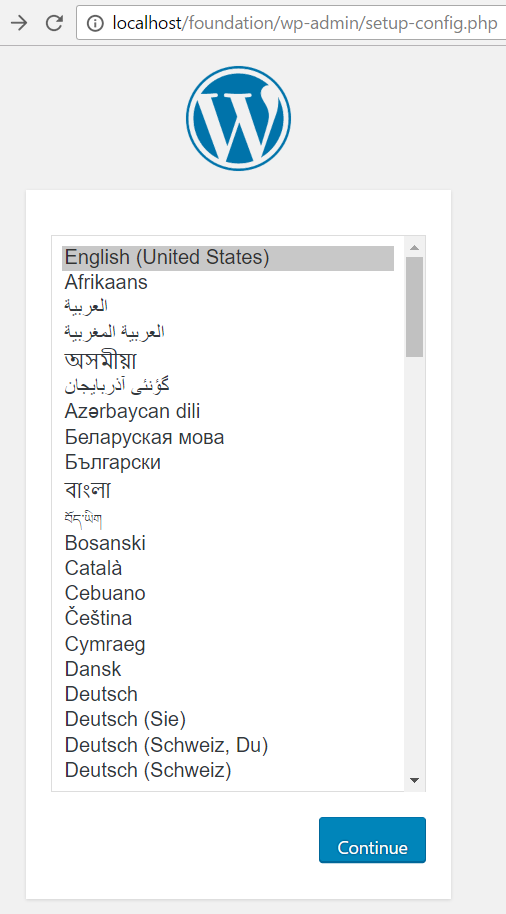 localhost/foundation/wp-admin/setup-config.php
English (United States)
Afrikaans
العربية
العربية المغربية
অসমীয়া
گؤنئی آذربایجان
Azərbaycan dili
Беларуская мова
Български
বাংলা
བོད་ཡིག
Bosanski
Català
Cebuano
Čeština
Cymraeg
Dansk
Deutsch
Deutsch (Sie)
Deutsch (Schweiz, Du)
Deutsch (Schweiz)
Continue